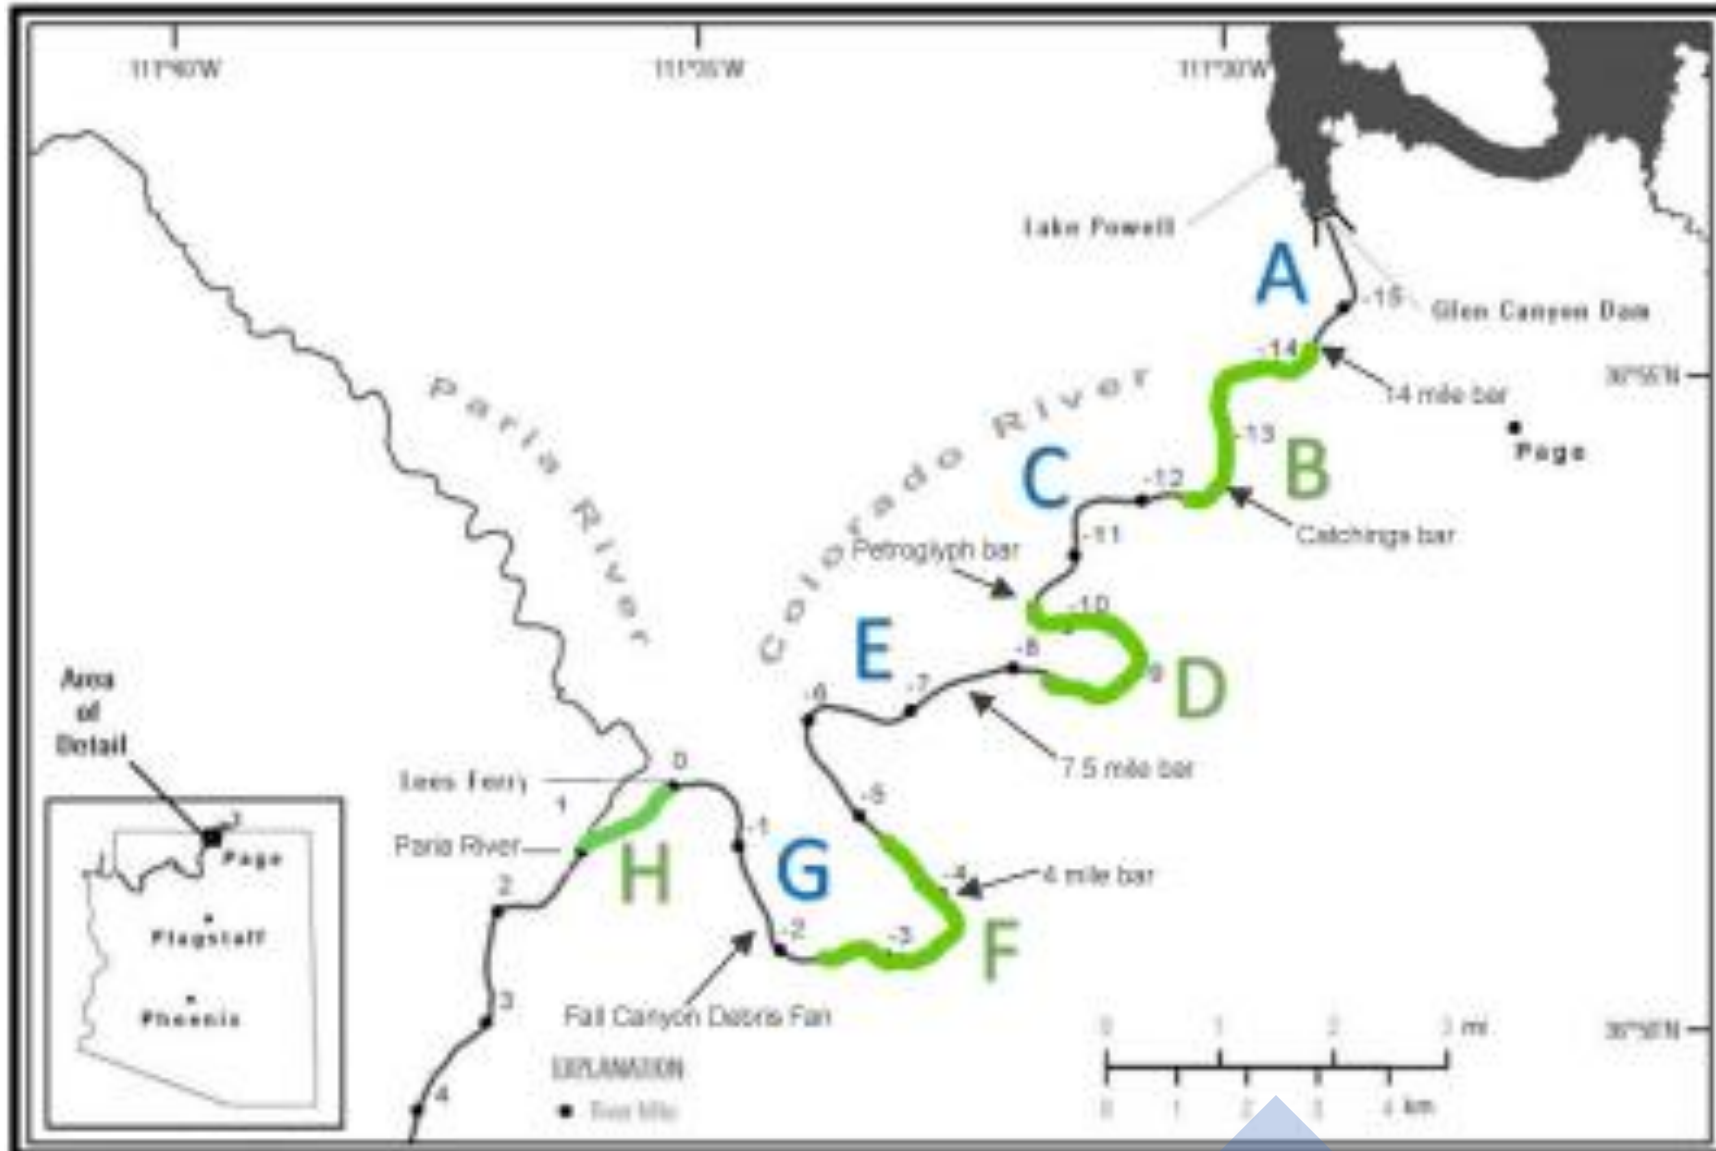 111°40'W
111°35'W
111°30'W
Lake Powell
A
-15
Glen Canyon Dam
-14
14 mile bar
36°55'N
Paria River
Colorado River
-13
B
Page
C
-12
Catchings bar
-11
Petroglyph bar
-10
E
-8
-9
D
-7
-6
7.5 mile bar
Area
of
Detail
0
Lees Ferry
1
-5
Paria River
H
-1
G
-4
4 mile bar
2
-2
-3
F
Page
Flagstaff
Phoenix
3
Fall Canyon Debris Fan
EXPLANATION
River Mile
4
0 1 2 3 mi
0 1 2 3 4 km
36°50'N